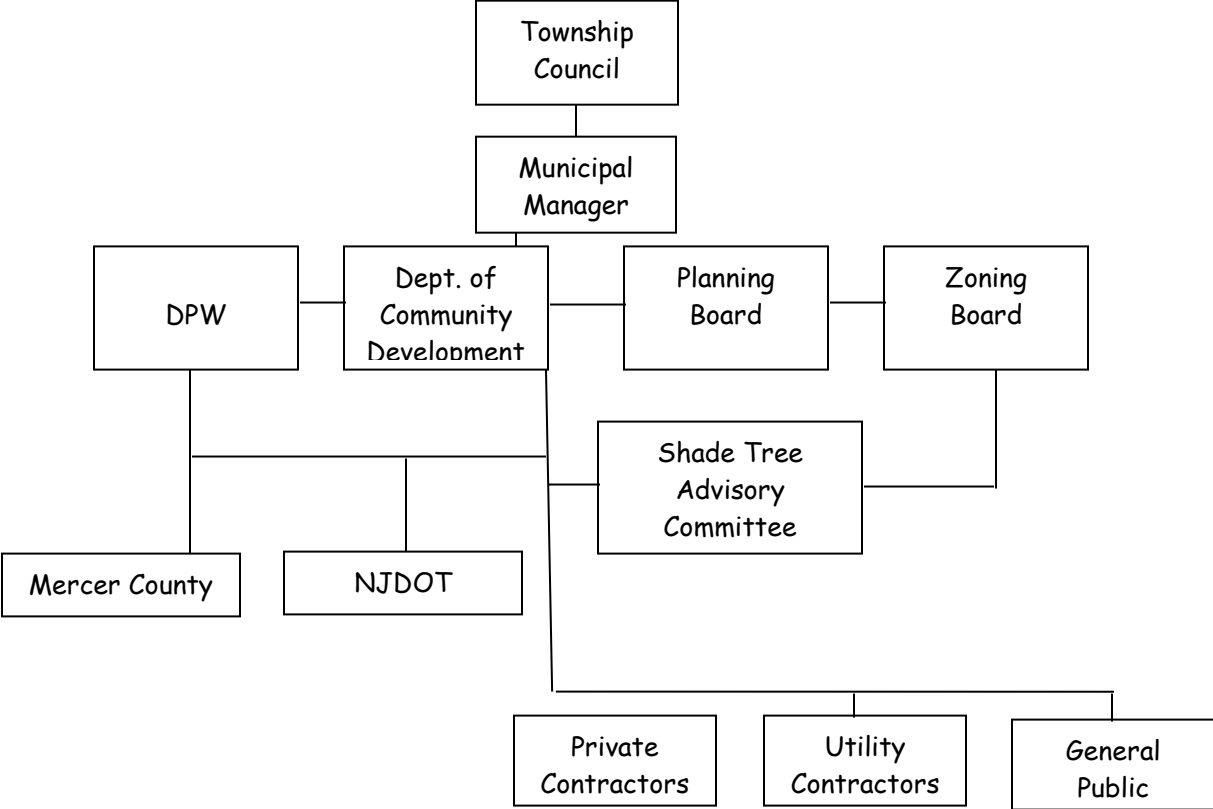 Township
Council
Municipal
Manager
DPW
Dept. of
Community
Development
Planning
Board
Zoning
Board
Shade Tree
Advisory
Committee
Mercer County
NJDOT
Private
Contractors
Utility
Contractors
General
Public